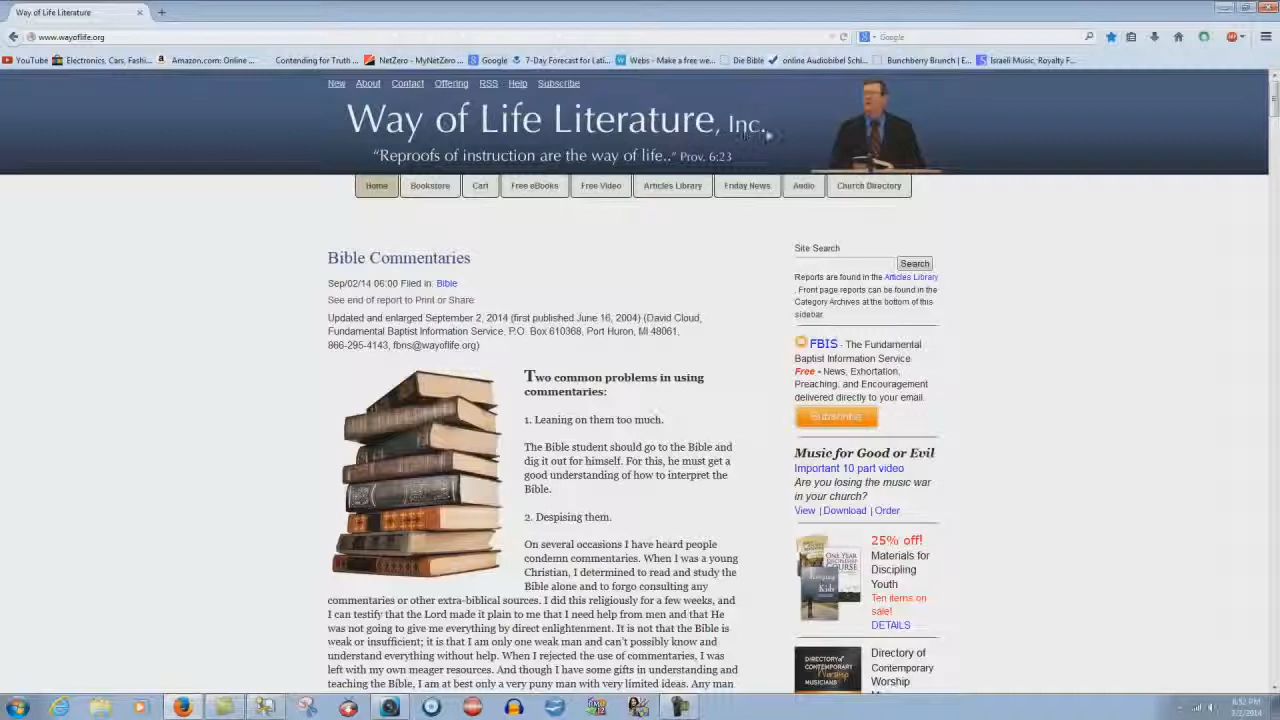 Way of Life Literature
www.wayoflife.org
Google
YouTube
Electronics, Cars, Fashi...
Amazon.com: Online ...
Contending for Truth ...
NetZero - MyNetZero ...
Google
7-Day Forecast for Lati...
Webs - Make a free we...
Die Bible
online Audiobibel Schl...
Bunchberry Brunch | E...
Israeli Music, Royalty F...
New About Contact Offering RSS Help Subscribe
Way of Life Literature, Inc.
“Reproofs of instruction are the way of life..” Prov. 6:23
Home Bookstore Cart Free eBooks Free Video Articles Library Friday News Audio Church Directory
Bible Commentaries
Sep/02/14 06:00 Filed in: Bible
See end of report to Print or Share
Updated and enlarged September 2, 2014 (first published June 16, 2004) (David Cloud,
Fundamental Baptist Information Service, P.O. Box 610368, Port Huron, MI 48061,
866-295-4143, fbns@wayoflife.org)
Two common problems in using
commentaries:
1. Leaning on them too much.
The Bible student should go to the Bible and
dig it out for himself. For this, he must get a
good understanding of how to interpret the
Bible.
2. Despising them.
On several occasions I have heard people
condemn commentaries. When I was a young
Christian, I determined to read and study the
Bible alone and to forgo consulting any
commentaries or other extra-biblical sources. I did this religiously for a few weeks, and
I can testify that the Lord made it plain to me that I need help from men and that He
was not going to give me everything by direct enlightenment. It is not that the Bible is
weak or insufficient; it is that I am only one weak man and can't possibly know and
understand everything without help. When I rejected the use of commentaries, I was
left with my own meager resources. And though I have some gifts in understanding and
teaching the Bible, I am at best only a very puny man with very limited ideas. Any man
Site Search
Search
Reports are found in the Articles Library
. Front page reports can be found in the
Category Archives at the bottom of this
sidebar.
FBIS - The Fundamental
Baptist Information Service
Free - News, Exhortation,
Preaching, and Encouragement
delivered directly to your email.
Subscribe
Music for Good or Evil
Important 10 part video
Are you losing the music war
in your church?
View | Download | Order
25% off!
Materials for
Discipling
Youth
Ten items on
sale!
DETAILS
ONE YEAR
Keeping
Kids
DIRECTORY of
CONTEMPORARY
Worship
MUSICIANS
Directory of
Contemporary
Worship